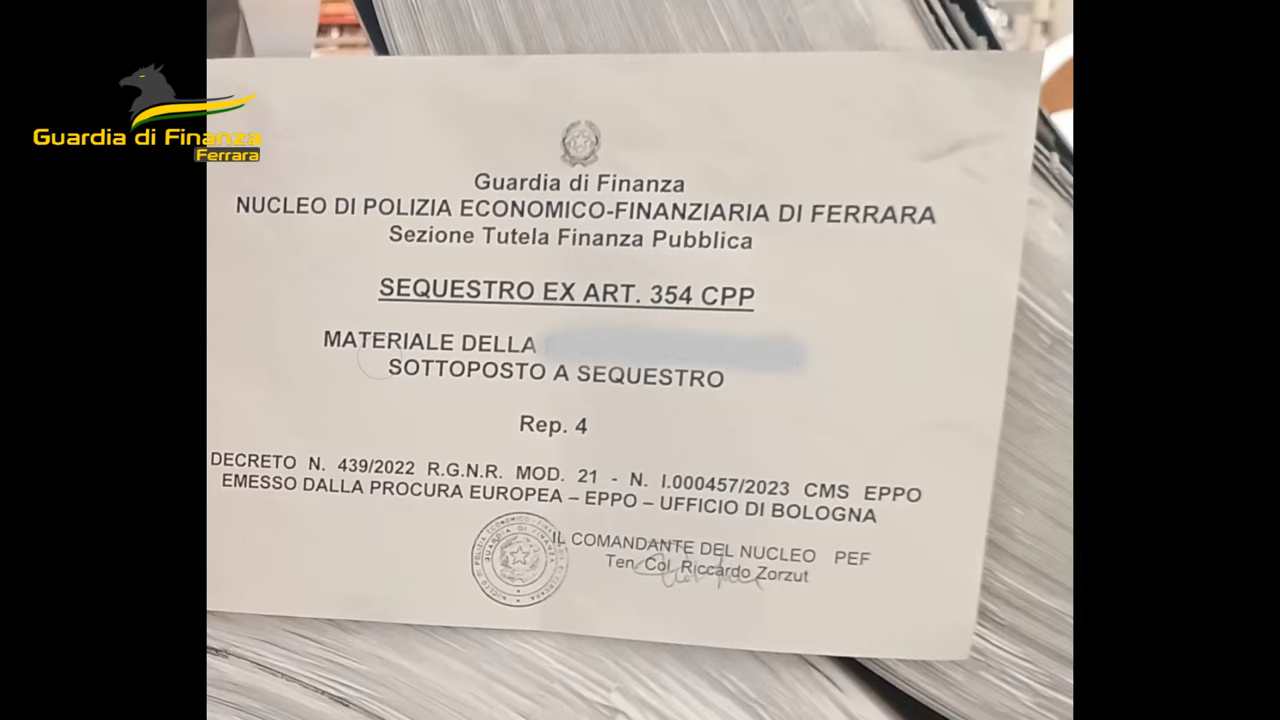 Guardia di Finanza
Ferrara
Guardia di Finanza
NUCLEO DI POLIZIA ECONOMICO-FINANZIARIA DI FERRARA
Sezione Tutela Finanza Pubblica
SEQUESTRO EX ART. 354 CPP
MATERIALE DELLA
SOTTOPOSTO A SEQUESTRO
Rep. 4
DECRETO N. 439/2022 R.G.N.R. MOD. 21 - N. I.000457/2023 CMS EPPO
EMESSO DALLA PROCURA EUROPEA – EPPO – UFFICIO DI BOLOGNA
IL COMANDANTE DEL NUCLEO PEF
Ten. Col. Riccardo Zorzut